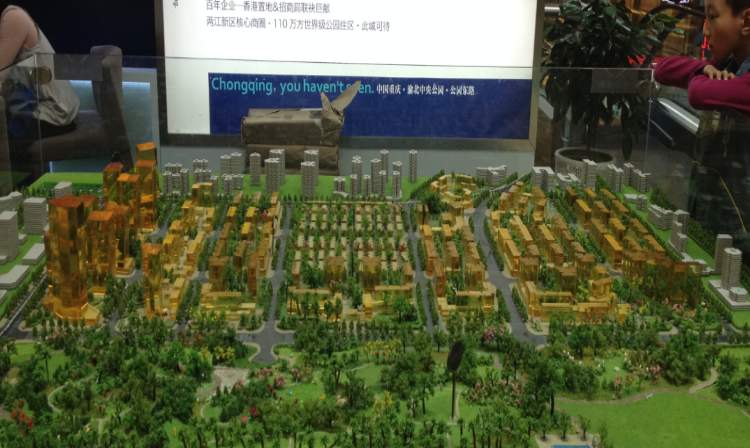 百年企业—香港置地&招商局联袂巨献
两江新区核心商圈·110万方世界级公园住区·此城可待
Chongqing, you haven't seen. 中国重庆·渝北中央公园·公园东路